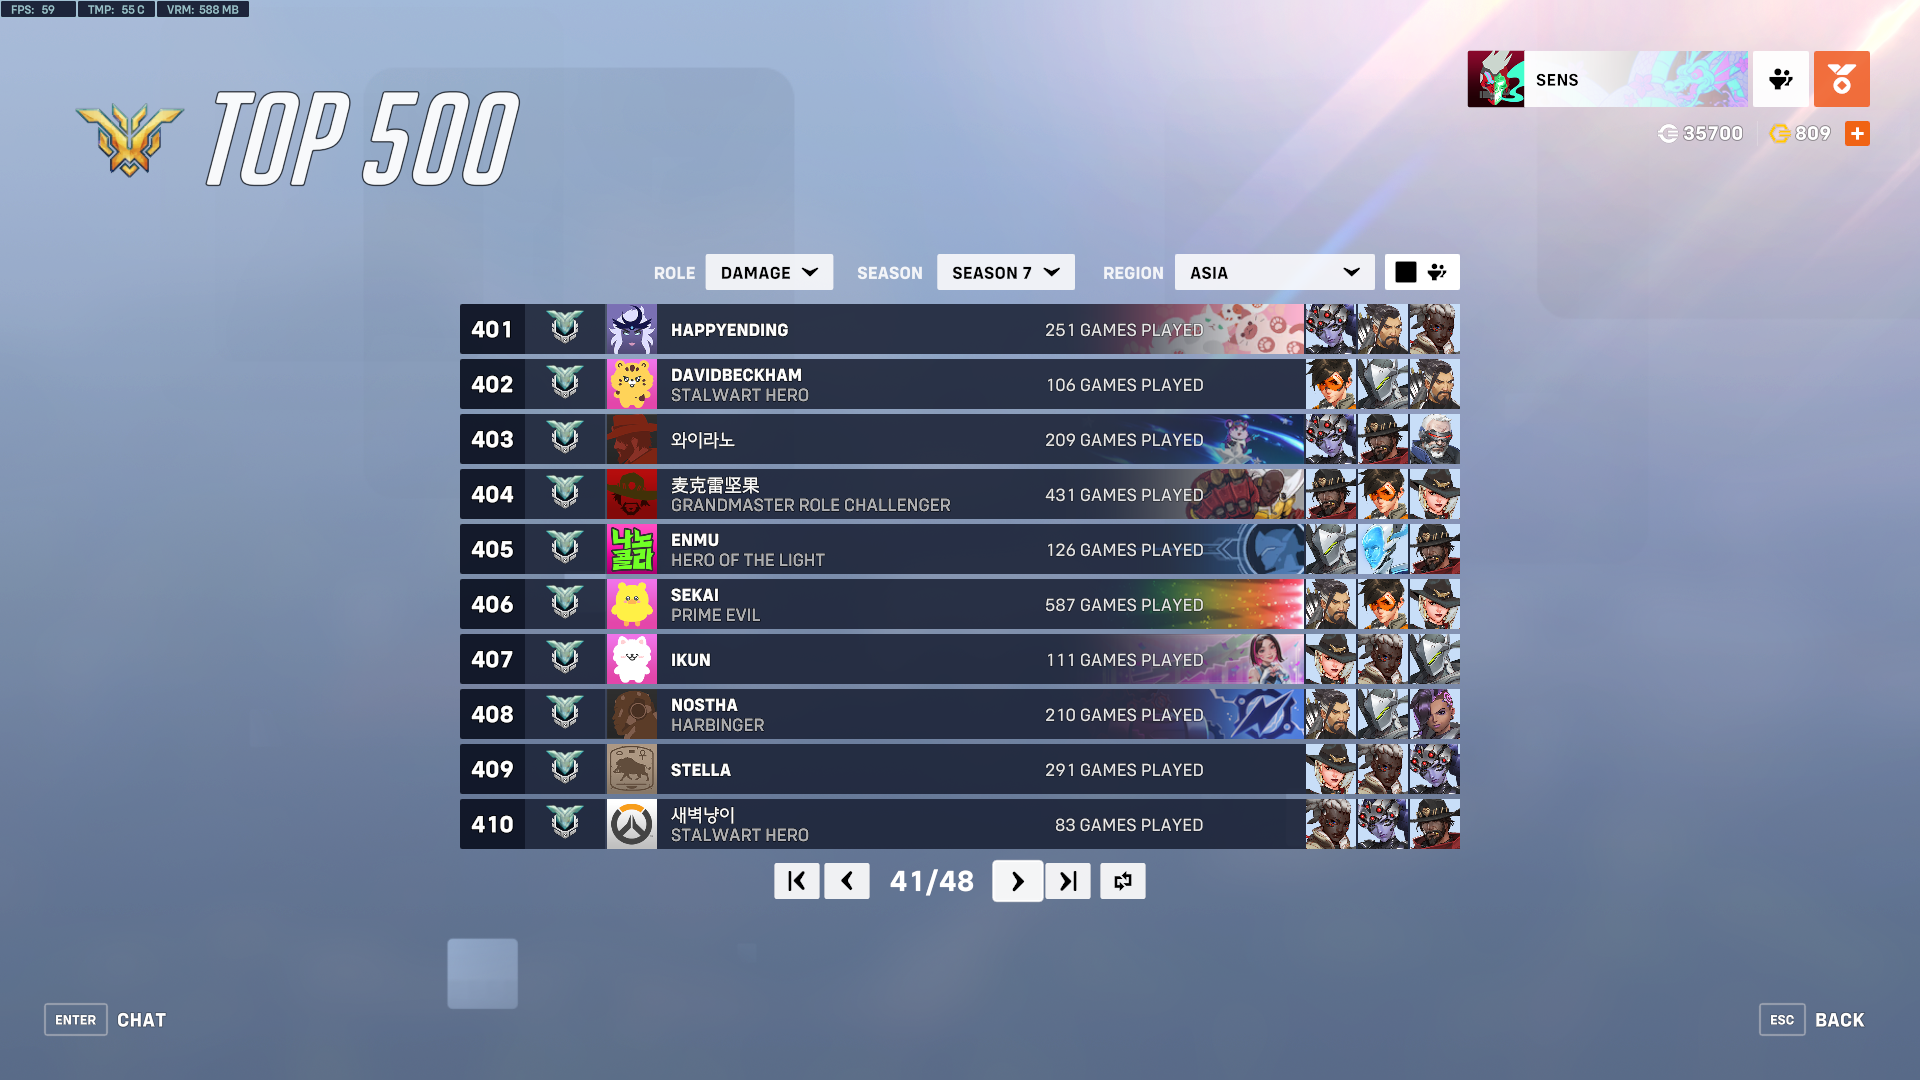 FPS: 59 TMP: 55 C VRM: 588 MB
TOP 500
SENS
35700 809
ROLE DAMAGE SEASON SEASON 7 REGION ASIA
401 HAPPYENDING 251 GAMES PLAYED
402 DAVIDBECKHAM 106 GAMES PLAYED
STALWART HERO
403 와이라노 209 GAMES PLAYED
404 麦克雷坚果 431 GAMES PLAYED
GRANDMASTER ROLE CHALLENGER
405 나노콜라 ENMU 126 GAMES PLAYED
HERO OF THE LIGHT
406 SEKAI 587 GAMES PLAYED
PRIME EVIL
407 IKUN 111 GAMES PLAYED
408 NOSTHA 210 GAMES PLAYED
HARBINGER
409 STELLA 291 GAMES PLAYED
410 새벽냥이 83 GAMES PLAYED
STALWART HERO
41/48
ENTER CHAT
ESC BACK